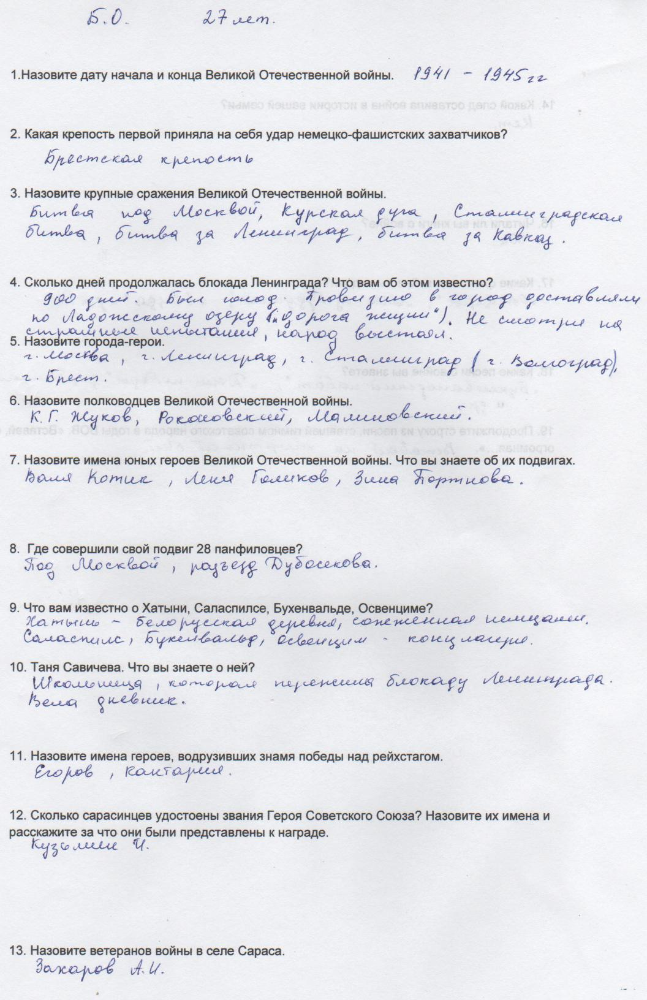 Б.О. 27 лет.
1.Назовите дату начала и конца Великой Отечественной войны. 1941 - 1945 гг
2. Какая крепость первой приняла на себя удар немецко-фашистских захватчиков?
Брестская крепость
3. Назовите крупные сражения Великой Отечественной войны.
Битва под Москвой, Курская дуга, Сталинградская
битва, битва за Ленинград, битва за Кавказ.
4. Сколько дней продолжалась блокада Ленинграда? Что вам об этом известно?
900 дней. Был голод. Провизию в город доставляли
по Ладожскому озеру ("дорога жизни"). Не смотря на
страшные испытания, народ выстоял.
5. Назовите города-герои.
г. Москва, г. Ленинград, г. Сталинград (г. Волгоград),
г. Брест.
6. Назовите полководцев Великой Отечественной войны.
К.Г. Жуков, Рокоссовский, Малиновский.
7. Назовите имена юных героев Великой Отечественной войны. Что вы знаете об их подвигах.
Валя Котик, Леня Голиков, Зина Портнова.
8. Где совершили свой подвиг 28 панфиловцев?
Под Москвой, разъезд Дубосекова.
9. Что вам известно о Хатыни, Саласпилсе, Бухенвальде, Освенциме?
Хатынь - белорусская деревня, сожженная немцами.
Саласпилс, Бухенвальд, Освенцим - концлагеря.
10. Таня Савичева. Что вы знаете о ней?
Школьница, которая пережила блокаду Ленинграда.
Вела дневник.
11. Назовите имена героев, водрузивших знамя победы над рейхстагом.
Егоров, Кантария.
12. Сколько сарасинцев удостоены звания Героя Советского Союза? Назовите их имена и
расскажите за что они были представлены к награде.
Кузьмин И.
13. Назовите ветеранов войны в селе Сараса.
Захаров А.И.